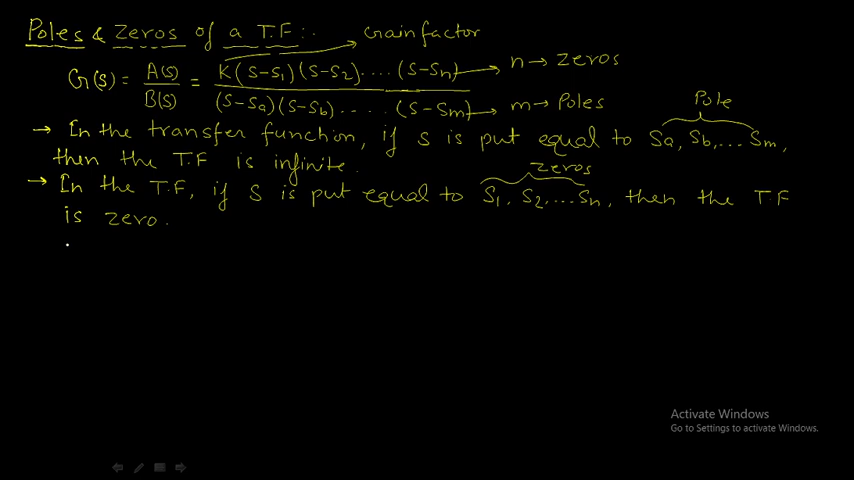 Poles & Zeros of a T.F :-
Gain factor
G(s) = A(s)/B(s) = K(s-s₁)(s-s₂)....(s-sₙ)/(s-sₐ)(s-s_b)....(s-sₘ)
n → zeros
m → Poles
Pole
→ In the transfer function, if s is put equal to sₐ, s_b,... sₘ,
then the T.F is infinite.
zeros
→ In the T.F, if s is put equal to s₁, s₂,...sₙ, then the T.F
is zero.
Activate Windows
Go to Settings to activate Windows.